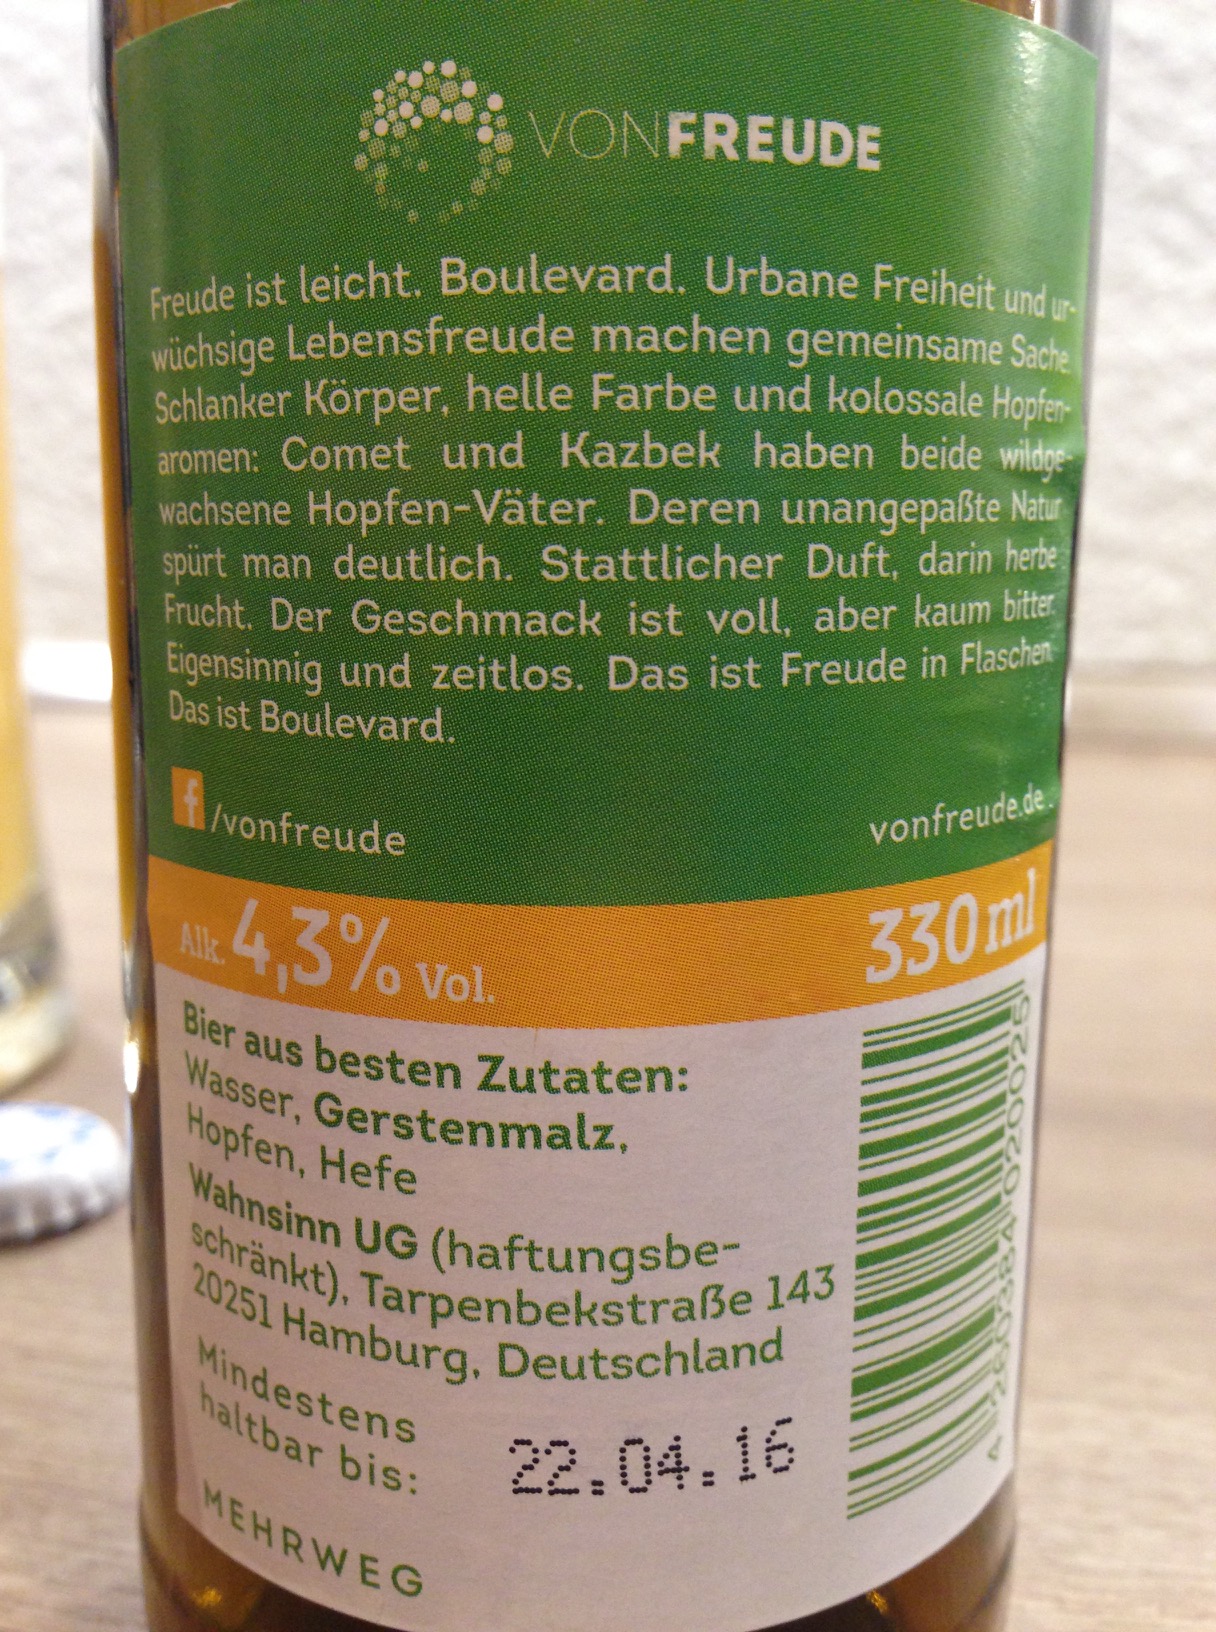 VONFREUDE
Freude ist leicht. Boulevard. Urbane Freiheit und ur-
wüchsige Lebensfreude machen gemeinsame Sache.
Schlanker Körper, helle Farbe und kolossale Hopfen-
aromen: Comet und Kazbek haben beide wildge-
wachsene Hopfen-Väter. Deren unangepaßte Natur
spürt man deutlich. Stattlicher Duft, darin herbe
Frucht. Der Geschmack ist voll, aber kaum bitter.
Eigensinnig und zeitlos. Das ist Freude in Flaschen.
Das ist Boulevard.
f/vonfreude
vonfreude.de
Alk. 4,3% Vol.
330 ml
Bier aus besten Zutaten:
Wasser, Gerstenmalz,
Hopfen, Hefe
Wahnsinn UG (haftungsbe-
schränkt), Tarpenbekstraße 143
20251 Hamburg, Deutschland
Mindestens
haltbar bis:
22.04.16
MEHRWEG
4 260384 020025